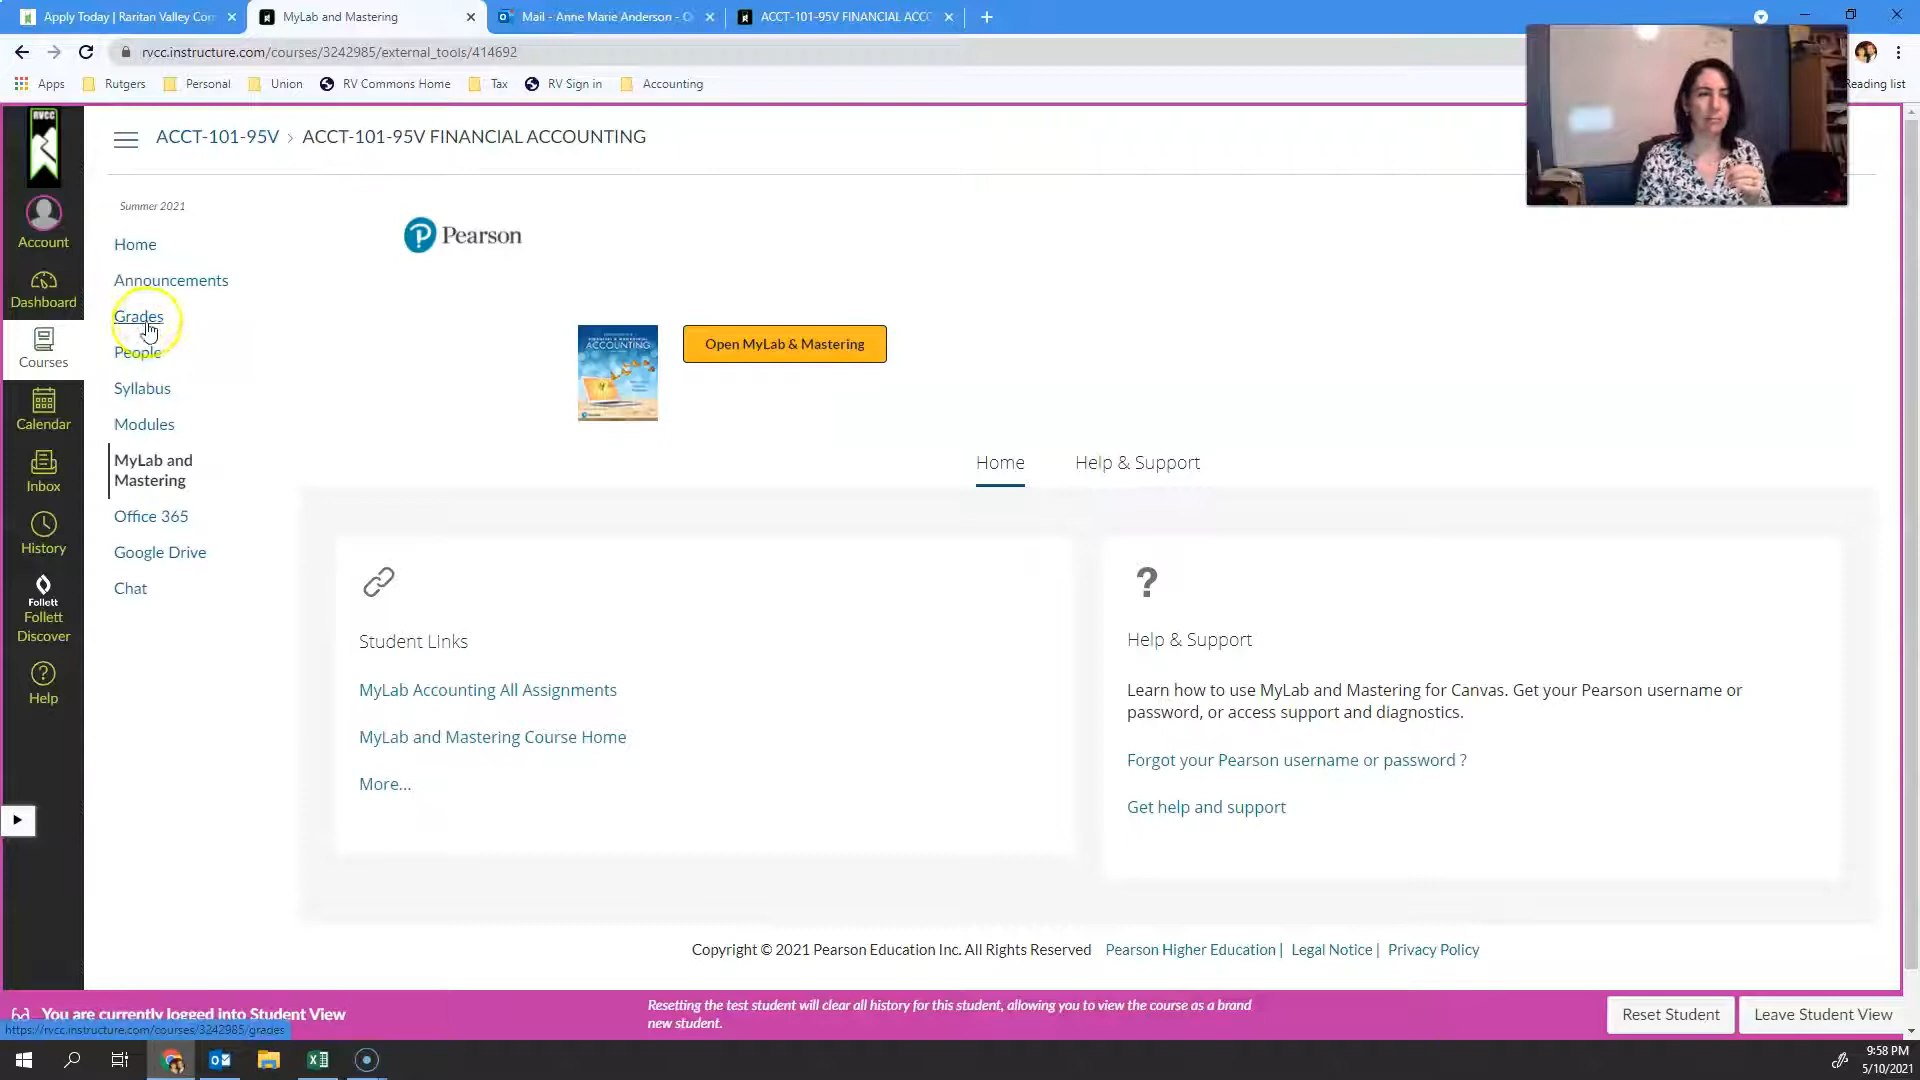 Apply Today | Raritan Valley Com
MyLab and Mastering
Mail - Anne Marie Anderson - O
ACCT-101-95V FINANCIAL ACCO
rvcc.instructure.com/courses/3242985/external_tools/414692
Apps
Rutgers
Personal
Union
RV Commons Home
Tax
RV Sign in
Accounting
Reading list
RVCC
ACCT-101-95V › ACCT-101-95V FINANCIAL ACCOUNTING
Account
Dashboard
Courses
Calendar
Inbox
History
Follett
Follett
Discover
Help
Summer 2021
Home
Announcements
Grades
People
Syllabus
Modules
MyLab and
Mastering
Office 365
Google Drive
Chat
Pearson
ACCOUNTING
Open MyLab & Mastering
Home
Help & Support
Student Links
MyLab Accounting All Assignments
MyLab and Mastering Course Home
More...
?
Help & Support
Learn how to use MyLab and Mastering for Canvas. Get your Pearson username or
password, or access support and diagnostics.
Forgot your Pearson username or password ?
Get help and support
Copyright © 2021 Pearson Education Inc. All Rights Reserved
Pearson Higher Education |
Legal Notice |
Privacy Policy
You are currently logged into Student View
Resetting the test student will clear all history for this student, allowing you to view the course as a brand
new student.
Reset Student
Leave Student View
https://rvcc.instructure.com/courses/3242985/grades
9:58 PM
5/10/2021